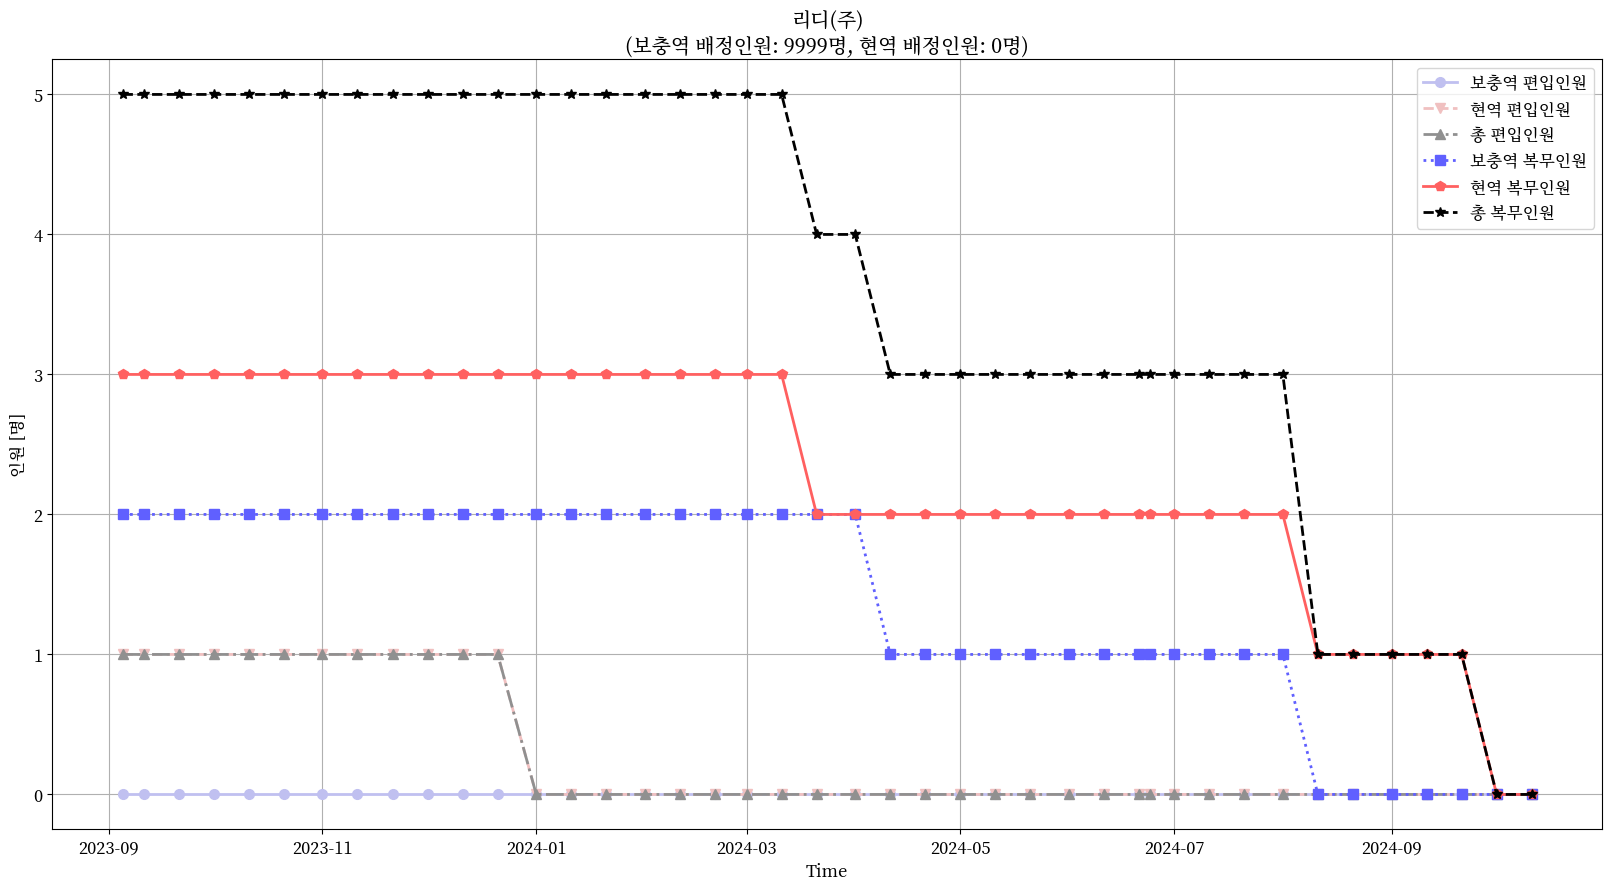 리디(주)
(보충역 배정인원: 9999명, 현역 배정인원: 0명)
보충역 편입인원
현역 편입인원
총 편입인원
보충역 복무인원
현역 복무인원
총 복무인원
인원 [명]
5
4
3
2
1
0
2023-09
2023-11
2024-01
2024-03
2024-05
2024-07
2024-09
Time